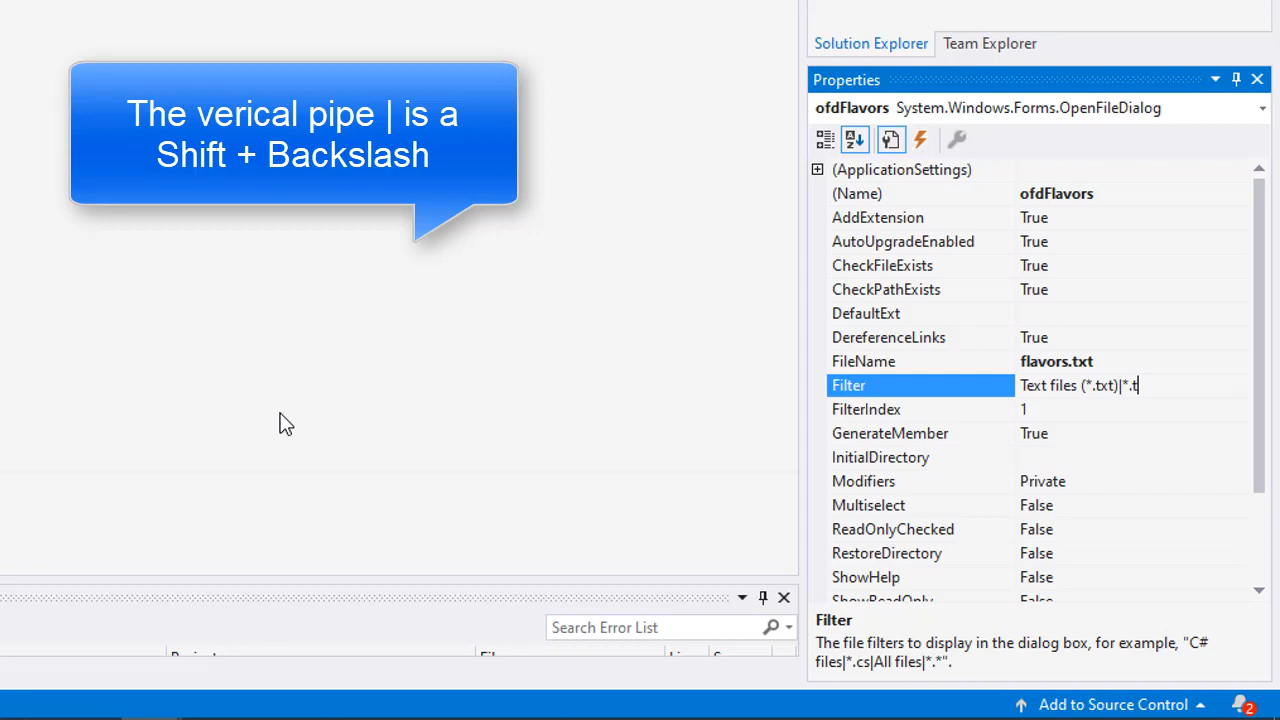 The verical pipe | is a
Shift + Backslash
Solution Explorer Team Explorer
Properties
ofdFlavors System.Windows.Forms.OpenFileDialog
(ApplicationSettings)
(Name) ofdFlavors
AddExtension True
AutoUpgradeEnabled True
CheckFileExists True
CheckPathExists True
DefaultExt
DereferenceLinks True
FileName flavors.txt
Filter Text files (*.txt)|*.t
FilterIndex 1
GenerateMember True
InitialDirectory
Modifiers Private
Multiselect False
ReadOnlyChecked False
RestoreDirectory False
ShowHelp False
ShowReadOnly False
Search Error List
Filter
The file filters to display in the dialog box, for example, "C#
files|*.cs|All files|*.*".
Add to Source Control 2